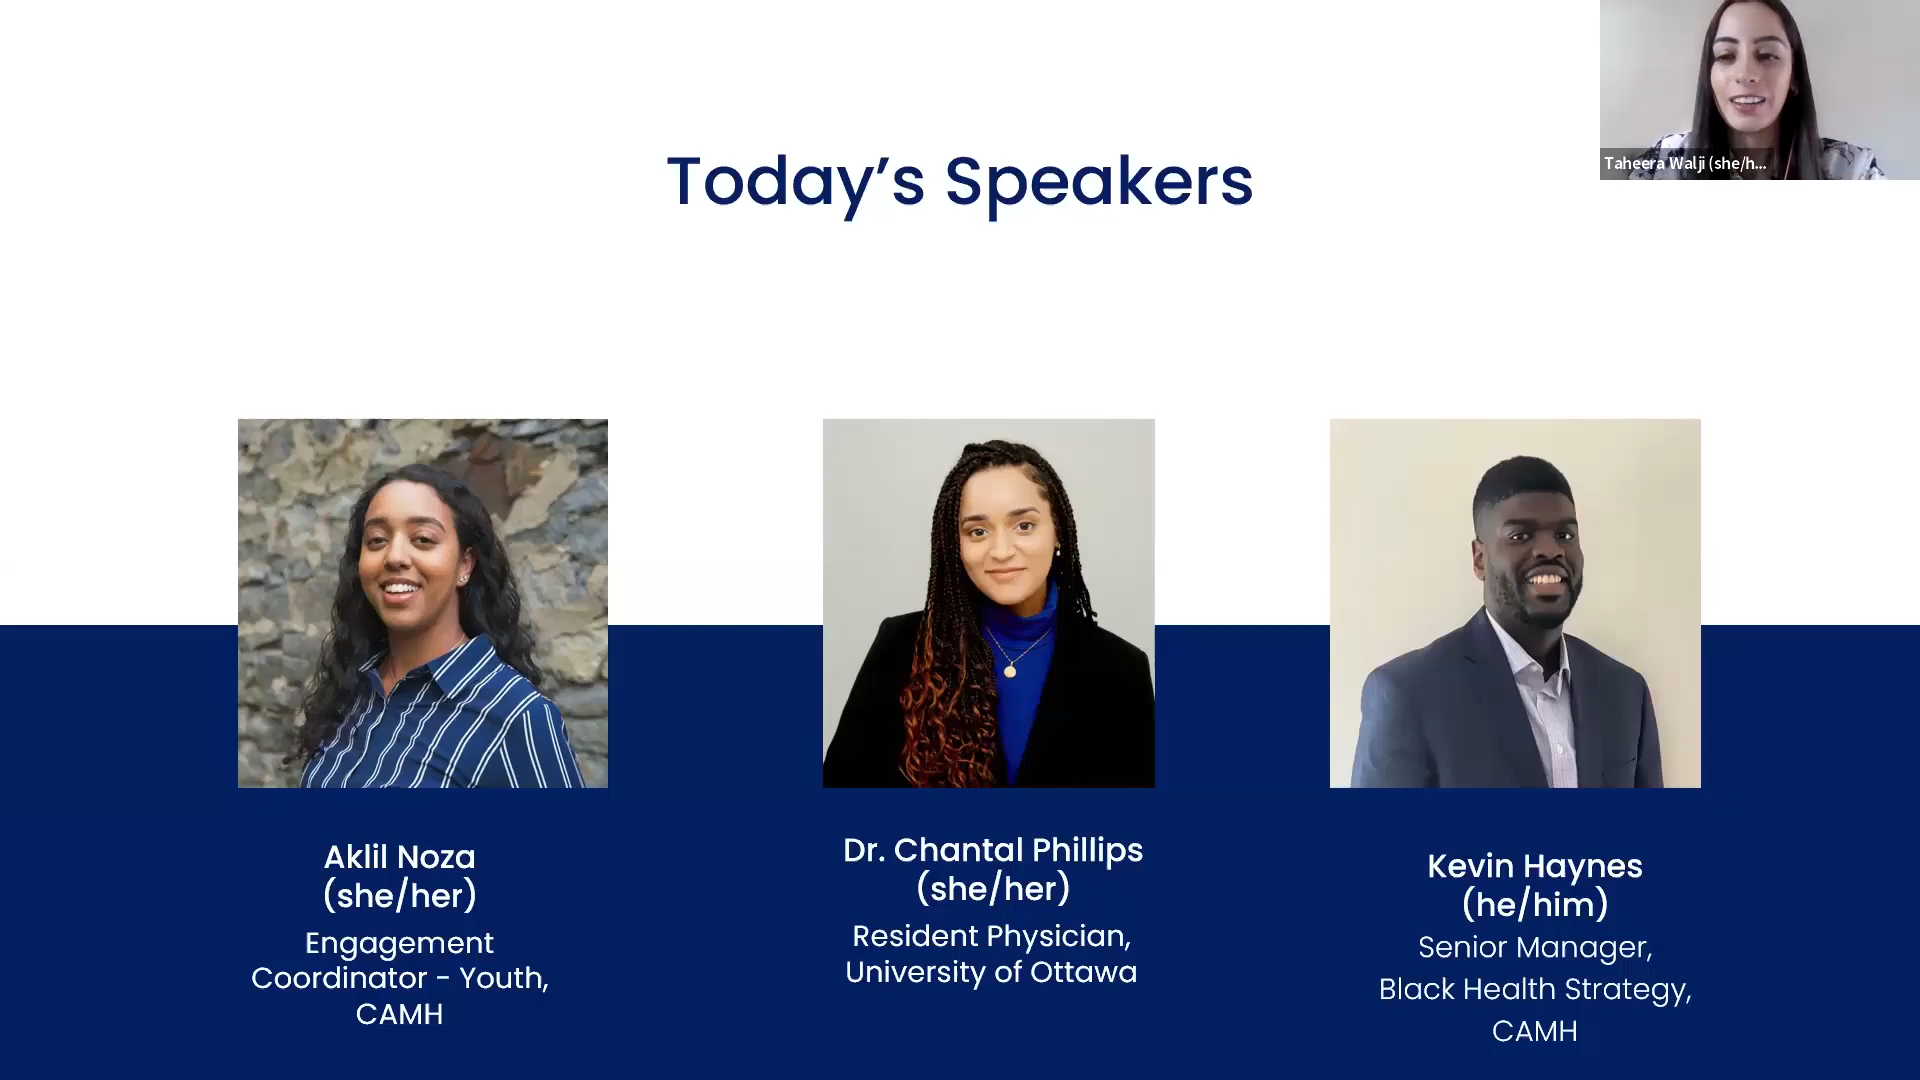 Taheera Walji (she/h...
Today’s Speakers
Aklil Noza
(she/her)
Engagement
Coordinator - Youth,
CAMH
Dr. Chantal Phillips
(she/her)
Resident Physician,
University of Ottawa
Kevin Haynes
(he/him)
Senior Manager,
Black Health Strategy,
CAMH